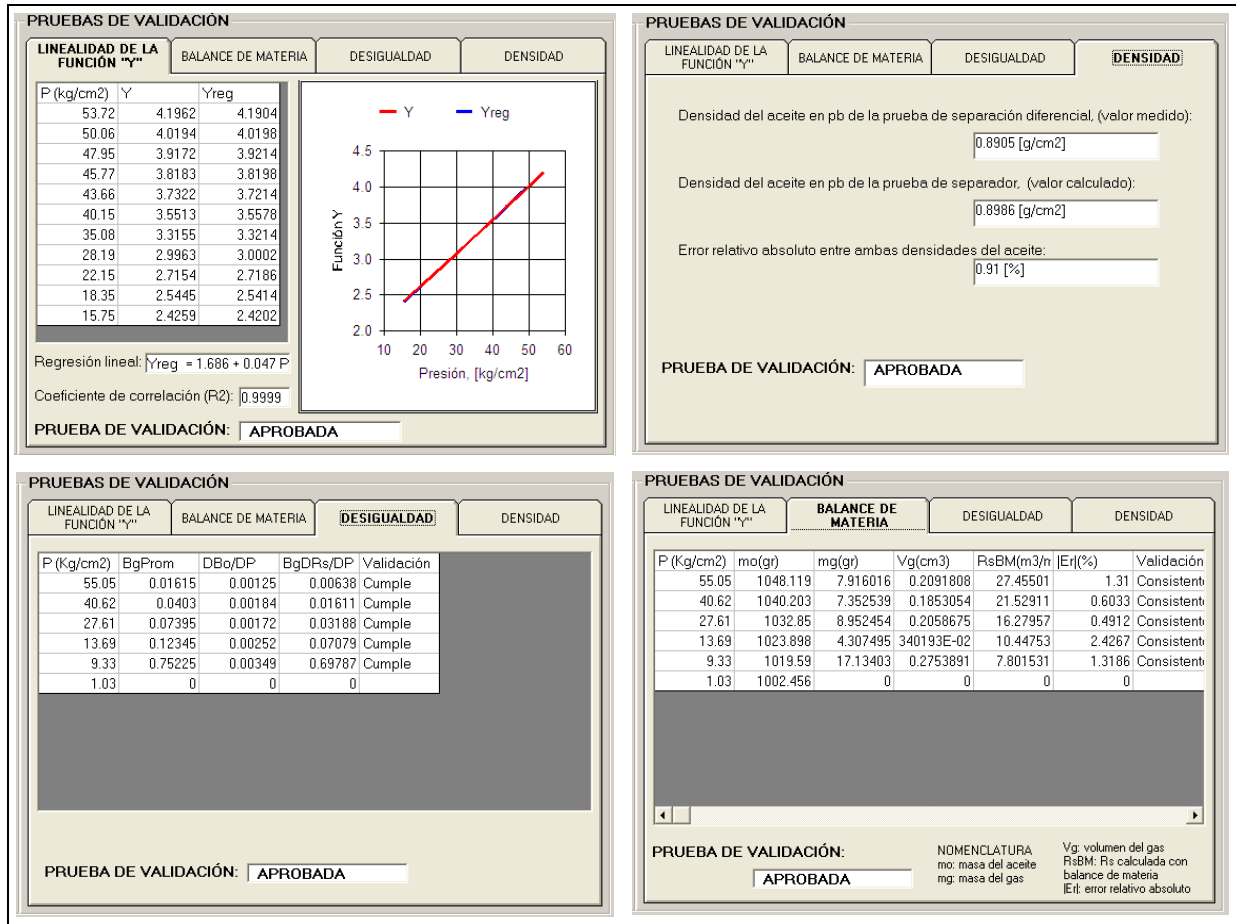 PRUEBAS DE VALIDACIÓN
LINEALIDAD DE LA FUNCIÓN "Y"
BALANCE DE MATERIA
DESIGUALDAD
DENSIDAD
P (kg/cm2) Y Yreg
53.72 4.1962 4.1904
50.06 4.0194 4.0198
47.95 3.9172 3.9214
45.77 3.8183 3.8198
43.66 3.7322 3.7214
40.15 3.5513 3.5578
35.08 3.3155 3.3214
28.19 2.9963 3.0002
22.15 2.7154 2.7186
18.35 2.5445 2.5414
15.75 2.4259 2.4202
Y Yreg
4.5
4.0
3.5
3.0
2.5
2.0
Función Y
10 20 30 40 50 60
Presión, [kg/cm2]
Regresión lineal: Yreg = 1.686 + 0.047 P
Coeficiente de correlación (R2): 0.9999
PRUEBA DE VALIDACIÓN: APROBADA
PRUEBAS DE VALIDACIÓN
LINEALIDAD DE LA FUNCIÓN "Y"
BALANCE DE MATERIA
DESIGUALDAD
DENSIDAD
Densidad del aceite en pb de la prueba de separación diferencial, (valor medido):
0.8905 [g/cm2]
Densidad del aceite en pb de la prueba de separador, (valor calculado):
0.8986 [g/cm2]
Error relativo absoluto entre ambas densidades del aceite:
0.91 [%]
PRUEBA DE VALIDACIÓN: APROBADA
PRUEBAS DE VALIDACIÓN
LINEALIDAD DE LA FUNCIÓN "Y"
BALANCE DE MATERIA
DESIGUALDAD
DENSIDAD
P (Kg/cm2) BgProm DBo/DP BgDRs/DP Validación
55.05 0.01615 0.00125 0.00638 Cumple
40.62 0.0403 0.00184 0.01611 Cumple
27.61 0.07395 0.00172 0.03188 Cumple
13.69 0.12345 0.00252 0.07079 Cumple
9.33 0.75225 0.00349 0.69787 Cumple
1.03 0 0 0
PRUEBA DE VALIDACIÓN: APROBADA
PRUEBAS DE VALIDACIÓN
LINEALIDAD DE LA FUNCIÓN "Y"
BALANCE DE MATERIA
DESIGUALDAD
DENSIDAD
P (Kg/cm2) mo(gr) mg(gr) Vg(cm3) RsBM(m3/m |Er|(%) Validación
55.05 1048.119 7.916016 0.2091808 27.45501 1.31 Consistente
40.62 1040.203 7.352539 0.1853054 21.52911 0.6033 Consistente
27.61 1032.85 8.952454 0.2058675 16.27957 0.4912 Consistente
13.69 1023.898 4.307495 340193E-02 10.44753 2.4267 Consistente
9.33 1019.59 17.13403 0.2753891 7.801531 1.3186 Consistente
1.03 1002.456 0 0 0 0
PRUEBA DE VALIDACIÓN:
APROBADA
NOMENCLATURA
mo: masa del aceite
mg: masa del gas
Vg: volumen del gas
RsBM: Rs calculada con
balance de materia
|Er|: error relativo absoluto